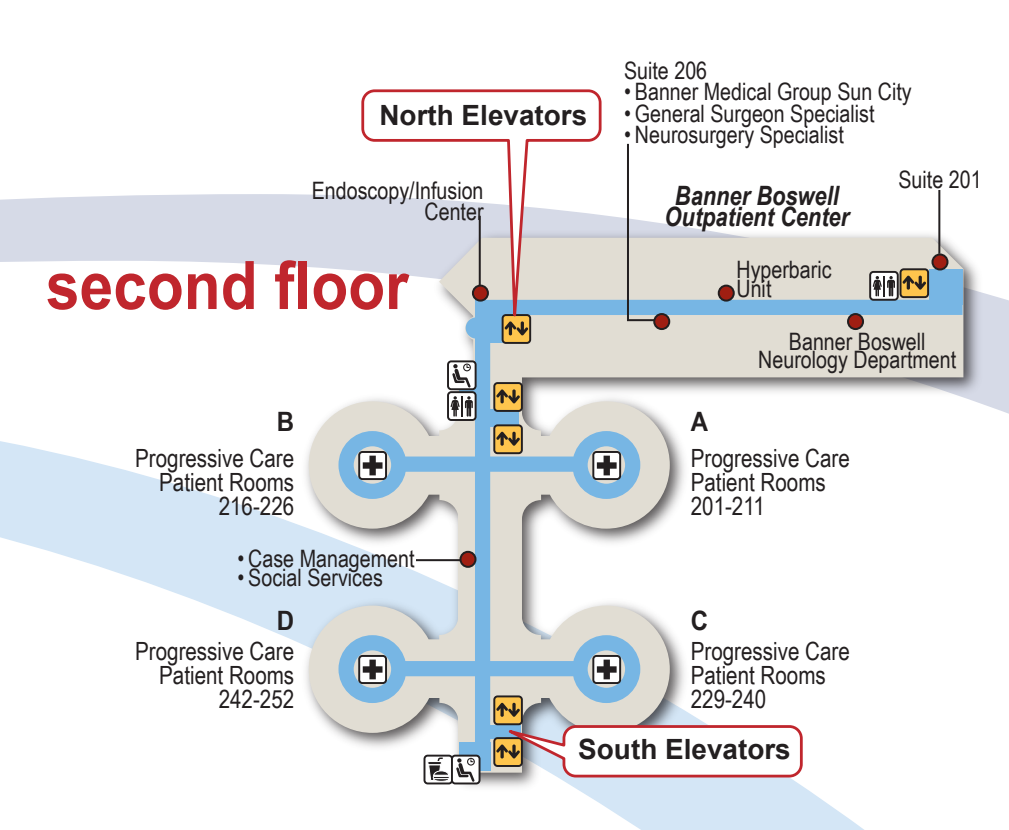 Suite 206
• Banner Medical Group Sun City
• General Surgeon Specialist
• Neurosurgery Specialist
North Elevators
Suite 201
Endoscopy/Infusion
Center
Banner Boswell
Outpatient Center
second floor
Hyperbaric
Unit
Banner Boswell
Neurology Department
B
Progressive Care
Patient Rooms
216-226
A
Progressive Care
Patient Rooms
201-211
• Case Management
• Social Services
D
Progressive Care
Patient Rooms
242-252
C
Progressive Care
Patient Rooms
229-240
South Elevators